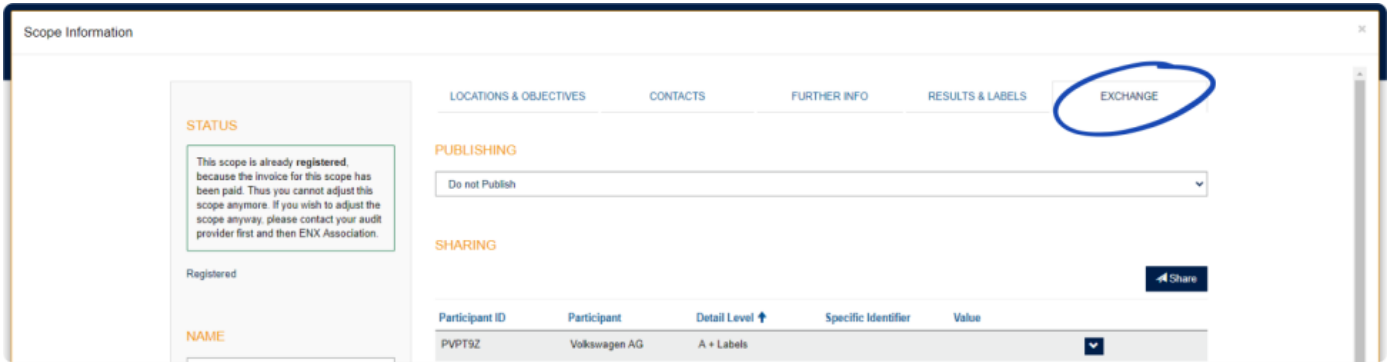 Scope Information
×
STATUS
This scope is already registered,
because the invoice for this scope has
been paid. Thus you cannot adjust this
scope anymore. If you wish to adjust the
scope anyway, please contact your audit
provider first and then ENX Association.
Registered
NAME
LOCATIONS & OBJECTIVES CONTACTS FURTHER INFO RESULTS & LABELS EXCHANGE
PUBLISHING
Do not Publish
SHARING
Share
Participant ID Participant Detail Level Specific Identifier Value
PVPT9Z Volkswagen AG A + Labels